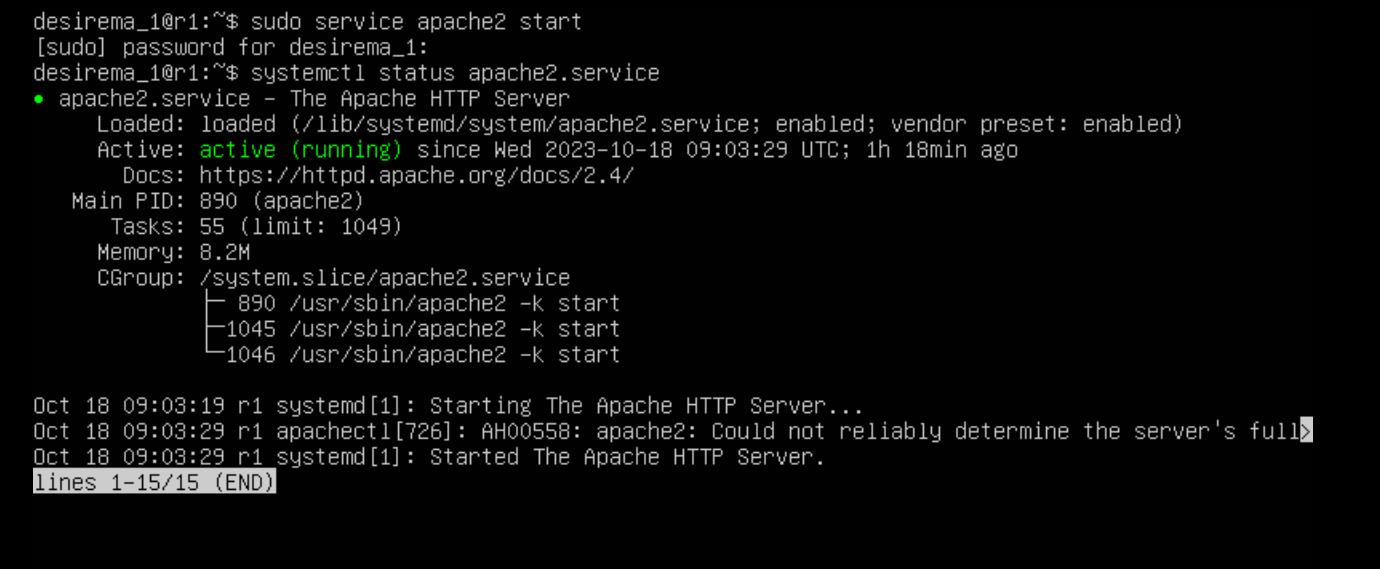 desirema_1@r1:~$ sudo service apache2 start
[sudo] password for desirema_1:
desirema_1@r1:~$ systemctl status apache2.service
● apache2.service - The Apache HTTP Server
     Loaded: loaded (/lib/systemd/system/apache2.service; enabled; vendor preset: enabled)
     Active: active (running) since Wed 2023-10-18 09:03:29 UTC; 1h 18min ago
       Docs: https://httpd.apache.org/docs/2.4/
   Main PID: 890 (apache2)
      Tasks: 55 (limit: 1049)
     Memory: 8.2M
     CGroup: /system.slice/apache2.service
             ├─ 890 /usr/sbin/apache2 -k start
             ├─1045 /usr/sbin/apache2 -k start
             └─1046 /usr/sbin/apache2 -k start

Oct 18 09:03:19 r1 systemd[1]: Starting The Apache HTTP Server...
Oct 18 09:03:29 r1 apachectl[726]: AH00558: apache2: Could not reliably determine the server's full>
Oct 18 09:03:29 r1 systemd[1]: Started The Apache HTTP Server.
lines 1-15/15 (END)